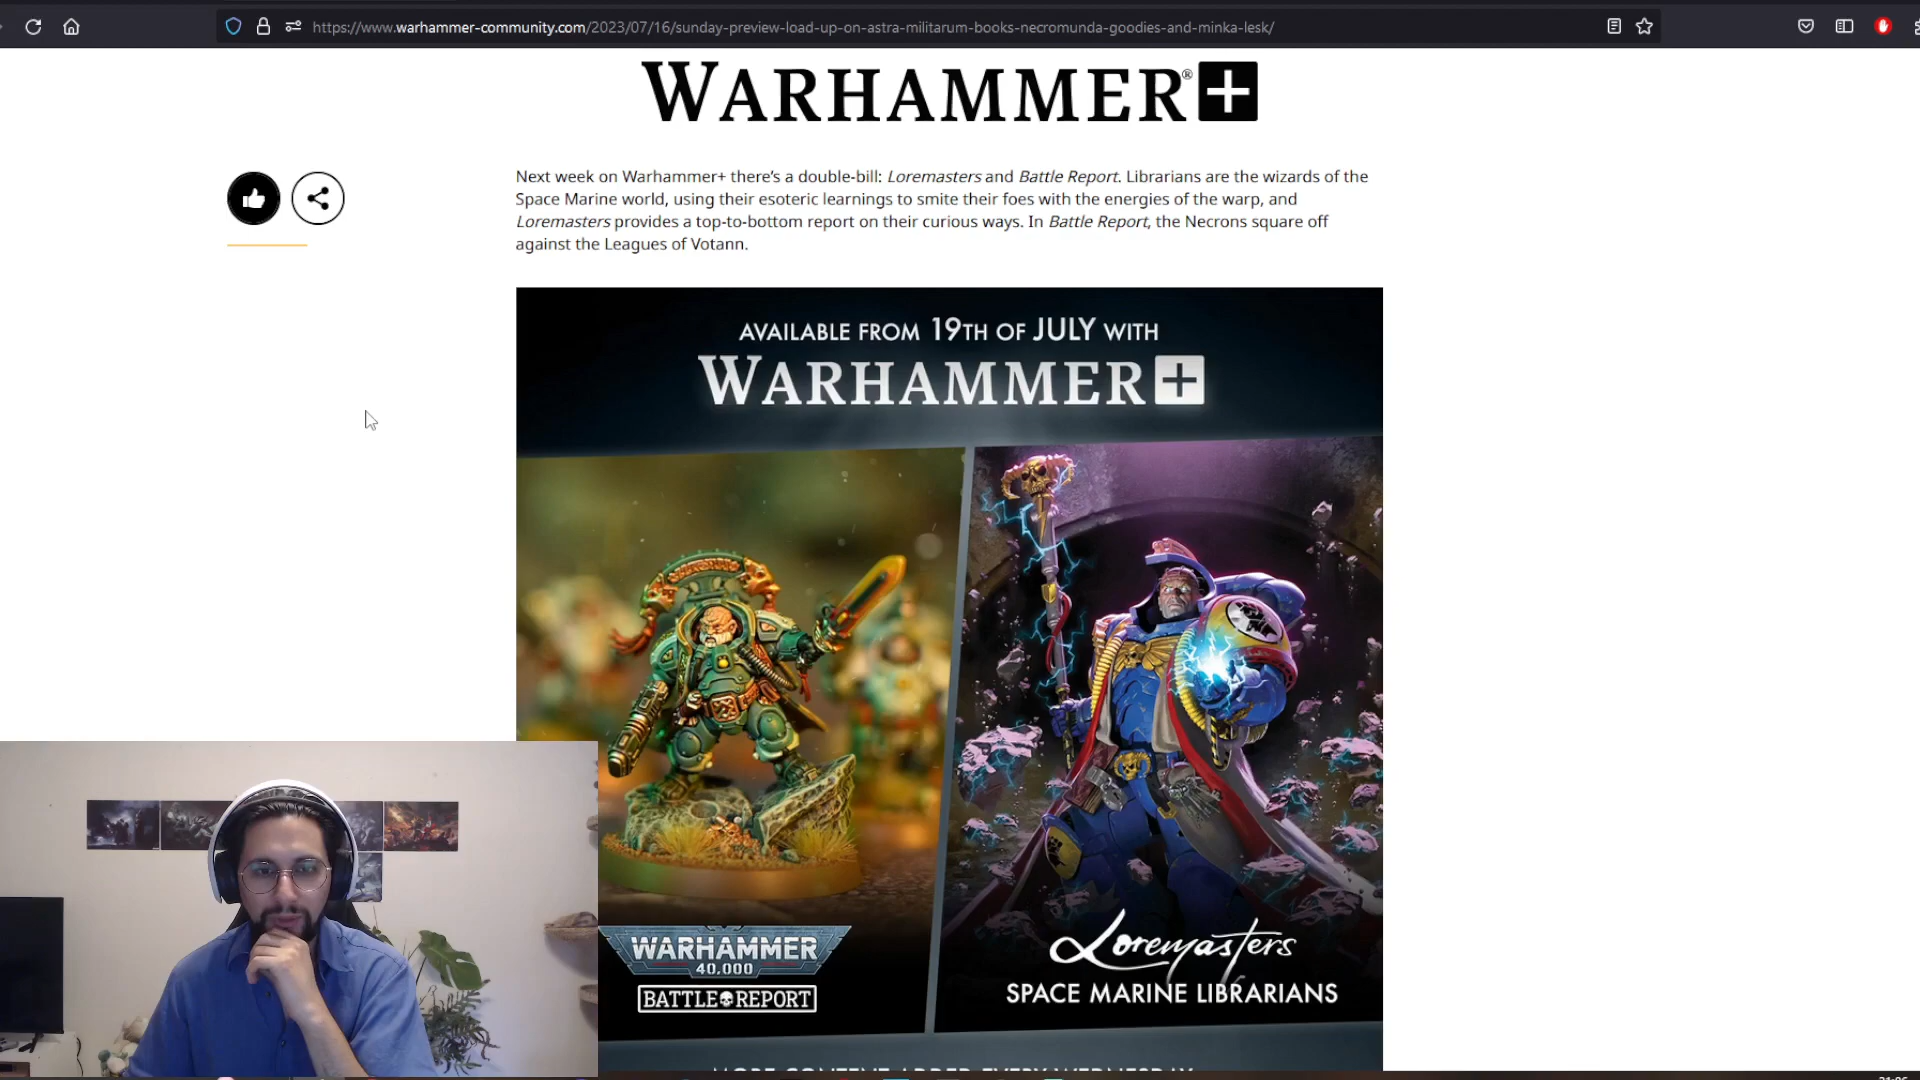 https://www.warhammer-community.com/2023/07/16/sunday-preview-load-up-on-astra-militarum-books-necromunda-goodies-and-minka-lesk/
WARHAMMER®+
Next week on Warhammer+ there’s a double-bill: Loremasters and Battle Report. Librarians are the wizards of the
Space Marine world, using their esoteric learnings to smite their foes with the energies of the warp, and
Loremasters provides a top-to-bottom report on their curious ways. In Battle Report, the Necrons square off
against the Leagues of Votann.
AVAILABLE FROM 19TH OF JULY WITH
WARHAMMER+
WARHAMMER
40,000
BATTLE REPORT
Loremasters
SPACE MARINE LIBRARIANS
MORE CONTENT ADDED EVERY WEDNESDAY